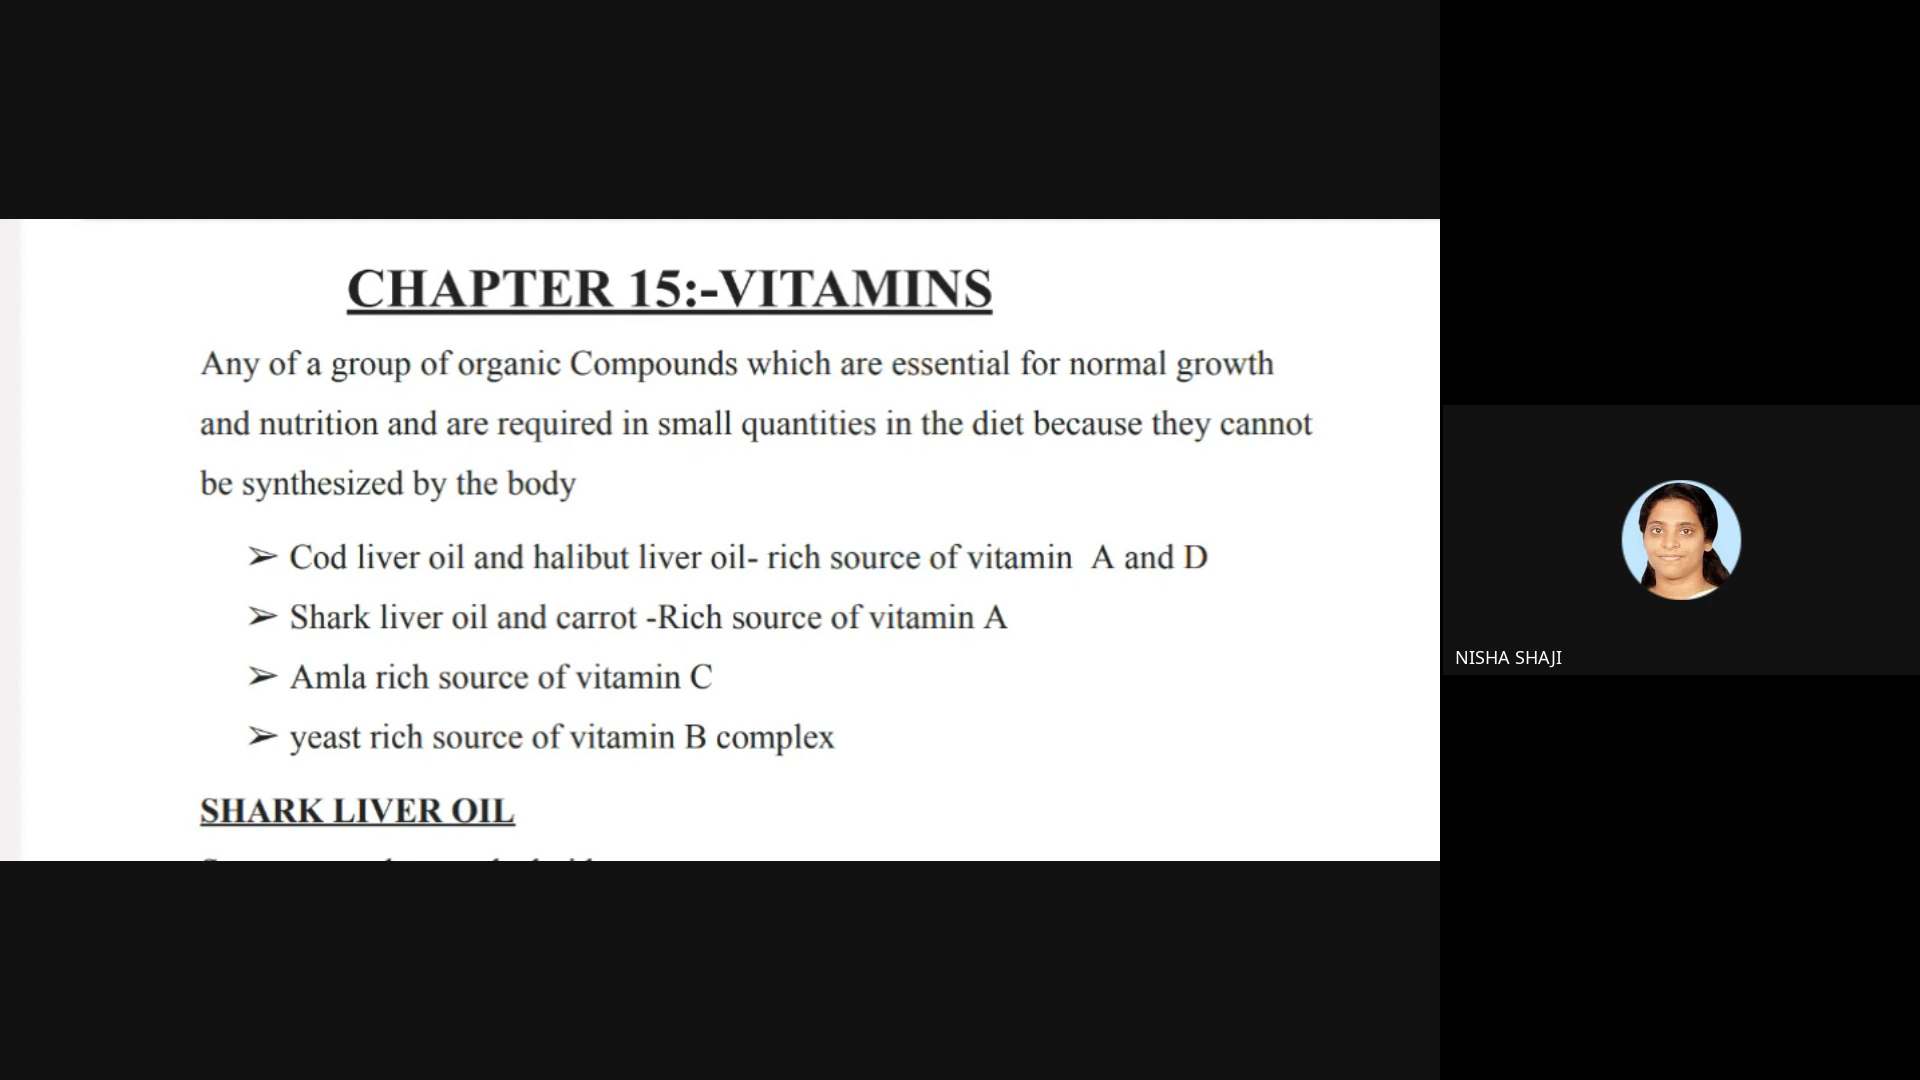 CHAPTER 15:-VITAMINS
Any of a group of organic Compounds which are essential for normal growth
and nutrition and are required in small quantities in the diet because they cannot
be synthesized by the body
➢ Cod liver oil and halibut liver oil- rich source of vitamin  A and D
➢ Shark liver oil and carrot -Rich source of vitamin A
➢ Amla rich source of vitamin C
➢ yeast rich source of vitamin B complex
SHARK LIVER OIL
NISHA SHAJI